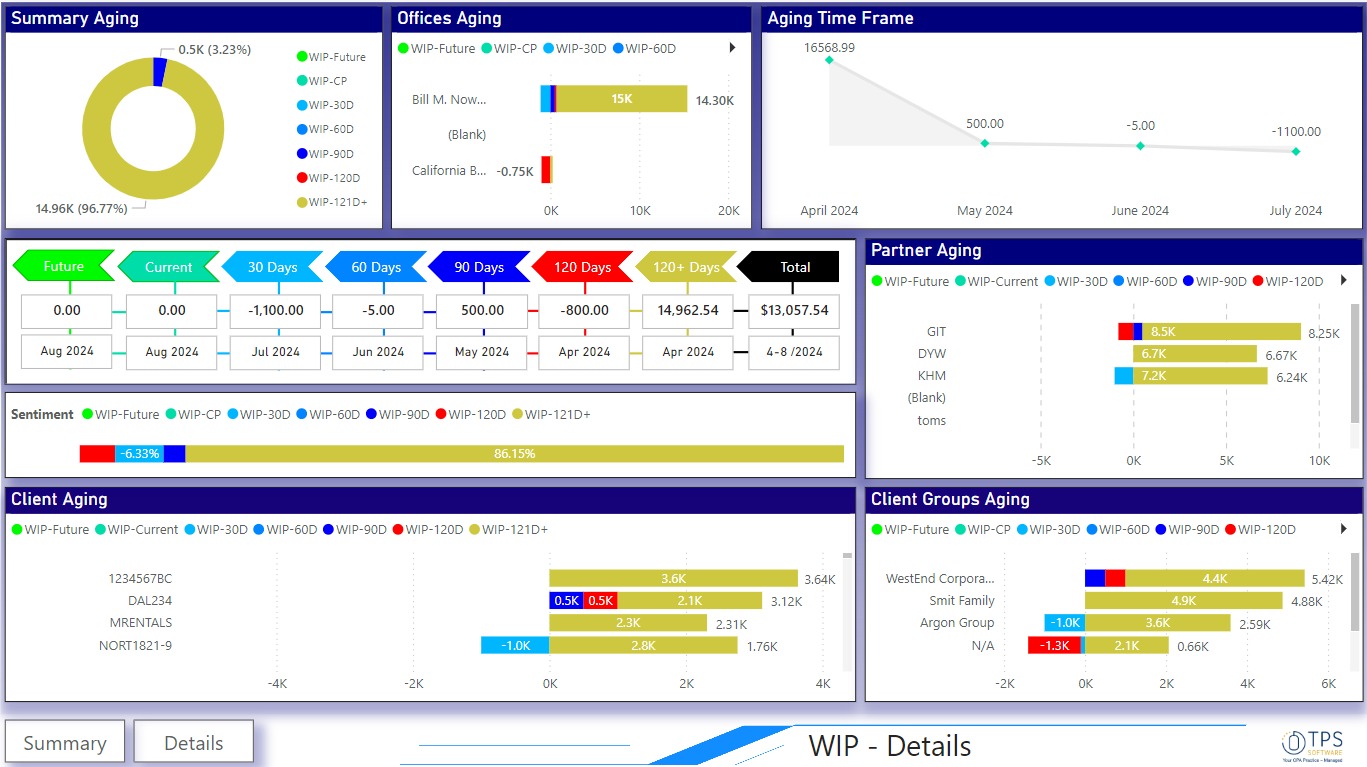 Summary Aging
0.5K (3.23%)
14.96K (96.77%)
WIP-Future
WIP-CP
WIP-30D
WIP-60D
WIP-90D
WIP-120D
WIP-121D+
Offices Aging
WIP-Future WIP-CP WIP-30D WIP-60D
Bill M. Now... 15K 14.30K
(Blank)
California B... -0.75K
0K 10K 20K
Aging Time Frame
16568.99
500.00
-5.00
-1100.00
April 2024 May 2024 June 2024 July 2024
Future Current 30 Days 60 Days 90 Days 120 Days 120+ Days Total
0.00 0.00 -1,100.00 -5.00 500.00 -800.00 14,962.54 $13,057.54
Aug 2024 Aug 2024 Jul 2024 Jun 2024 May 2024 Apr 2024 Apr 2024 4-8 /2024
Sentiment WIP-Future WIP-CP WIP-30D WIP-60D WIP-90D WIP-120D WIP-121D+
-6.33% 86.15%
Partner Aging
WIP-Future WIP-Current WIP-30D WIP-60D WIP-90D WIP-120D
GIT 8.5K 8.25K
DYW 6.7K 6.67K
KHM 7.2K 6.24K
(Blank)
toms
-5K 0K 5K 10K
Client Aging
WIP-Future WIP-Current WIP-30D WIP-60D WIP-90D WIP-120D WIP-121D+
1234567BC 3.6K 3.64K
DAL234 0.5K 0.5K 2.1K 3.12K
MRENTALS 2.3K 2.31K
NORT1821-9 -1.0K 2.8K 1.76K
-4K -2K 0K 2K 4K
Client Groups Aging
WIP-Future WIP-CP WIP-30D WIP-60D WIP-90D WIP-120D
WestEnd Corpora... 4.4K 5.42K
Smit Family 4.9K 4.88K
Argon Group -1.0K 3.6K 2.59K
N/A -1.3K 2.1K 0.66K
-2K 0K 2K 4K 6K
Summary Details
WIP - Details
TPS
SOFTWARE
Your CPA Practice – Managed